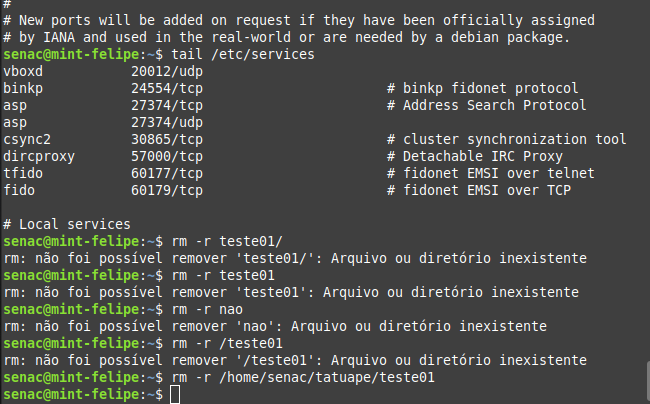 #
# New ports will be added on request if they have been officially assigned
# by IANA and used in the real-world or are needed by a debian package.
senac@mint-felipe:~$ tail /etc/services
vboxd           20012/udp
binkp           24554/tcp                       # binkp fidonet protocol
asp             27374/tcp                       # Address Search Protocol
asp             27374/udp
csync2          30865/tcp                       # cluster synchronization tool
dircproxy       57000/tcp                       # Detachable IRC Proxy
tfido           60177/tcp                       # fidonet EMSI over telnet
fido            60179/tcp                       # fidonet EMSI over TCP

# Local services
senac@mint-felipe:~$ rm -r teste01/
rm: não foi possível remover 'teste01/': Arquivo ou diretório inexistente
senac@mint-felipe:~$ rm -r teste01
rm: não foi possível remover 'teste01': Arquivo ou diretório inexistente
senac@mint-felipe:~$ rm -r nao
rm: não foi possível remover 'nao': Arquivo ou diretório inexistente
senac@mint-felipe:~$ rm -r /teste01
rm: não foi possível remover '/teste01': Arquivo ou diretório inexistente
senac@mint-felipe:~$ rm -r /home/senac/tatuape/teste01
senac@mint-felipe:~$